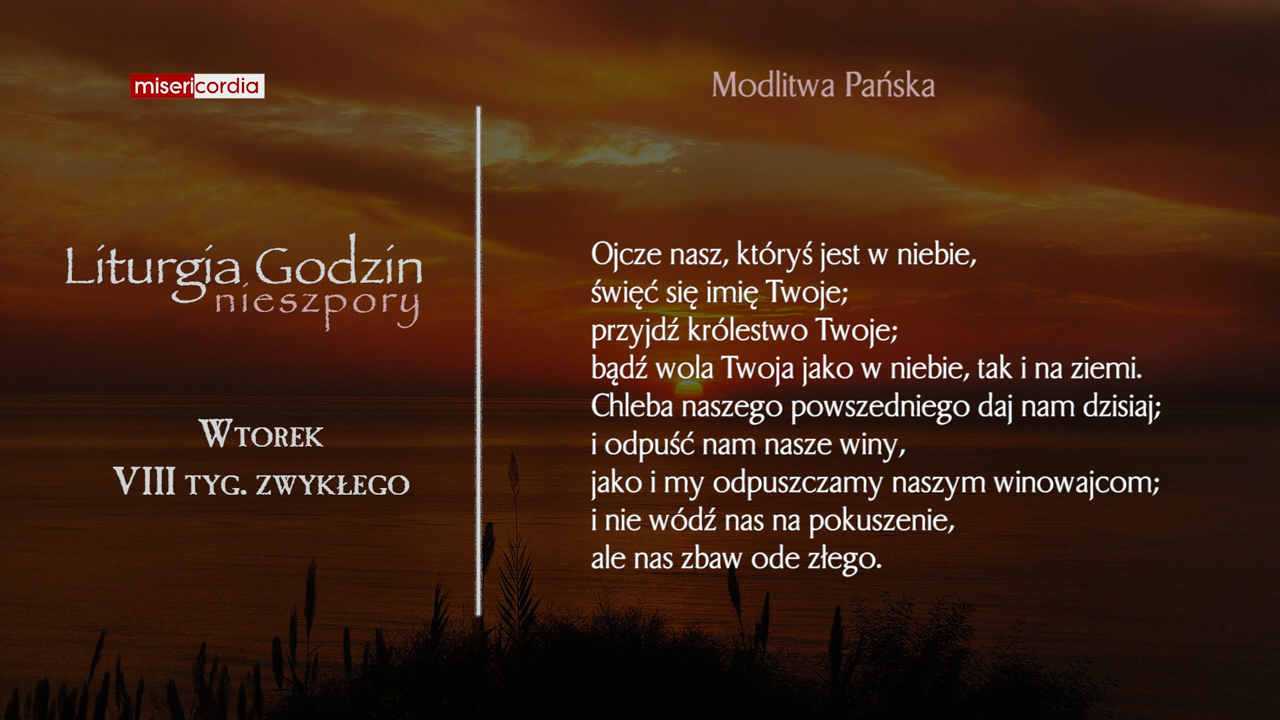 misericordia
Liturgia Godzin
nieszpory
Wtorek
VIII tyg. zwykłego
Modlitwa Pańska
Ojcze nasz, któryś jest w niebie,
święć się imię Twoje;
przyjdź królestwo Twoje;
bądź wola Twoja jako w niebie, tak i na ziemi.
Chleba naszego powszedniego daj nam dzisiaj;
i odpuść nam nasze winy,
jako i my odpuszczamy naszym winowajcom;
i nie wódź nas na pokuszenie,
ale nas zbaw ode złego.